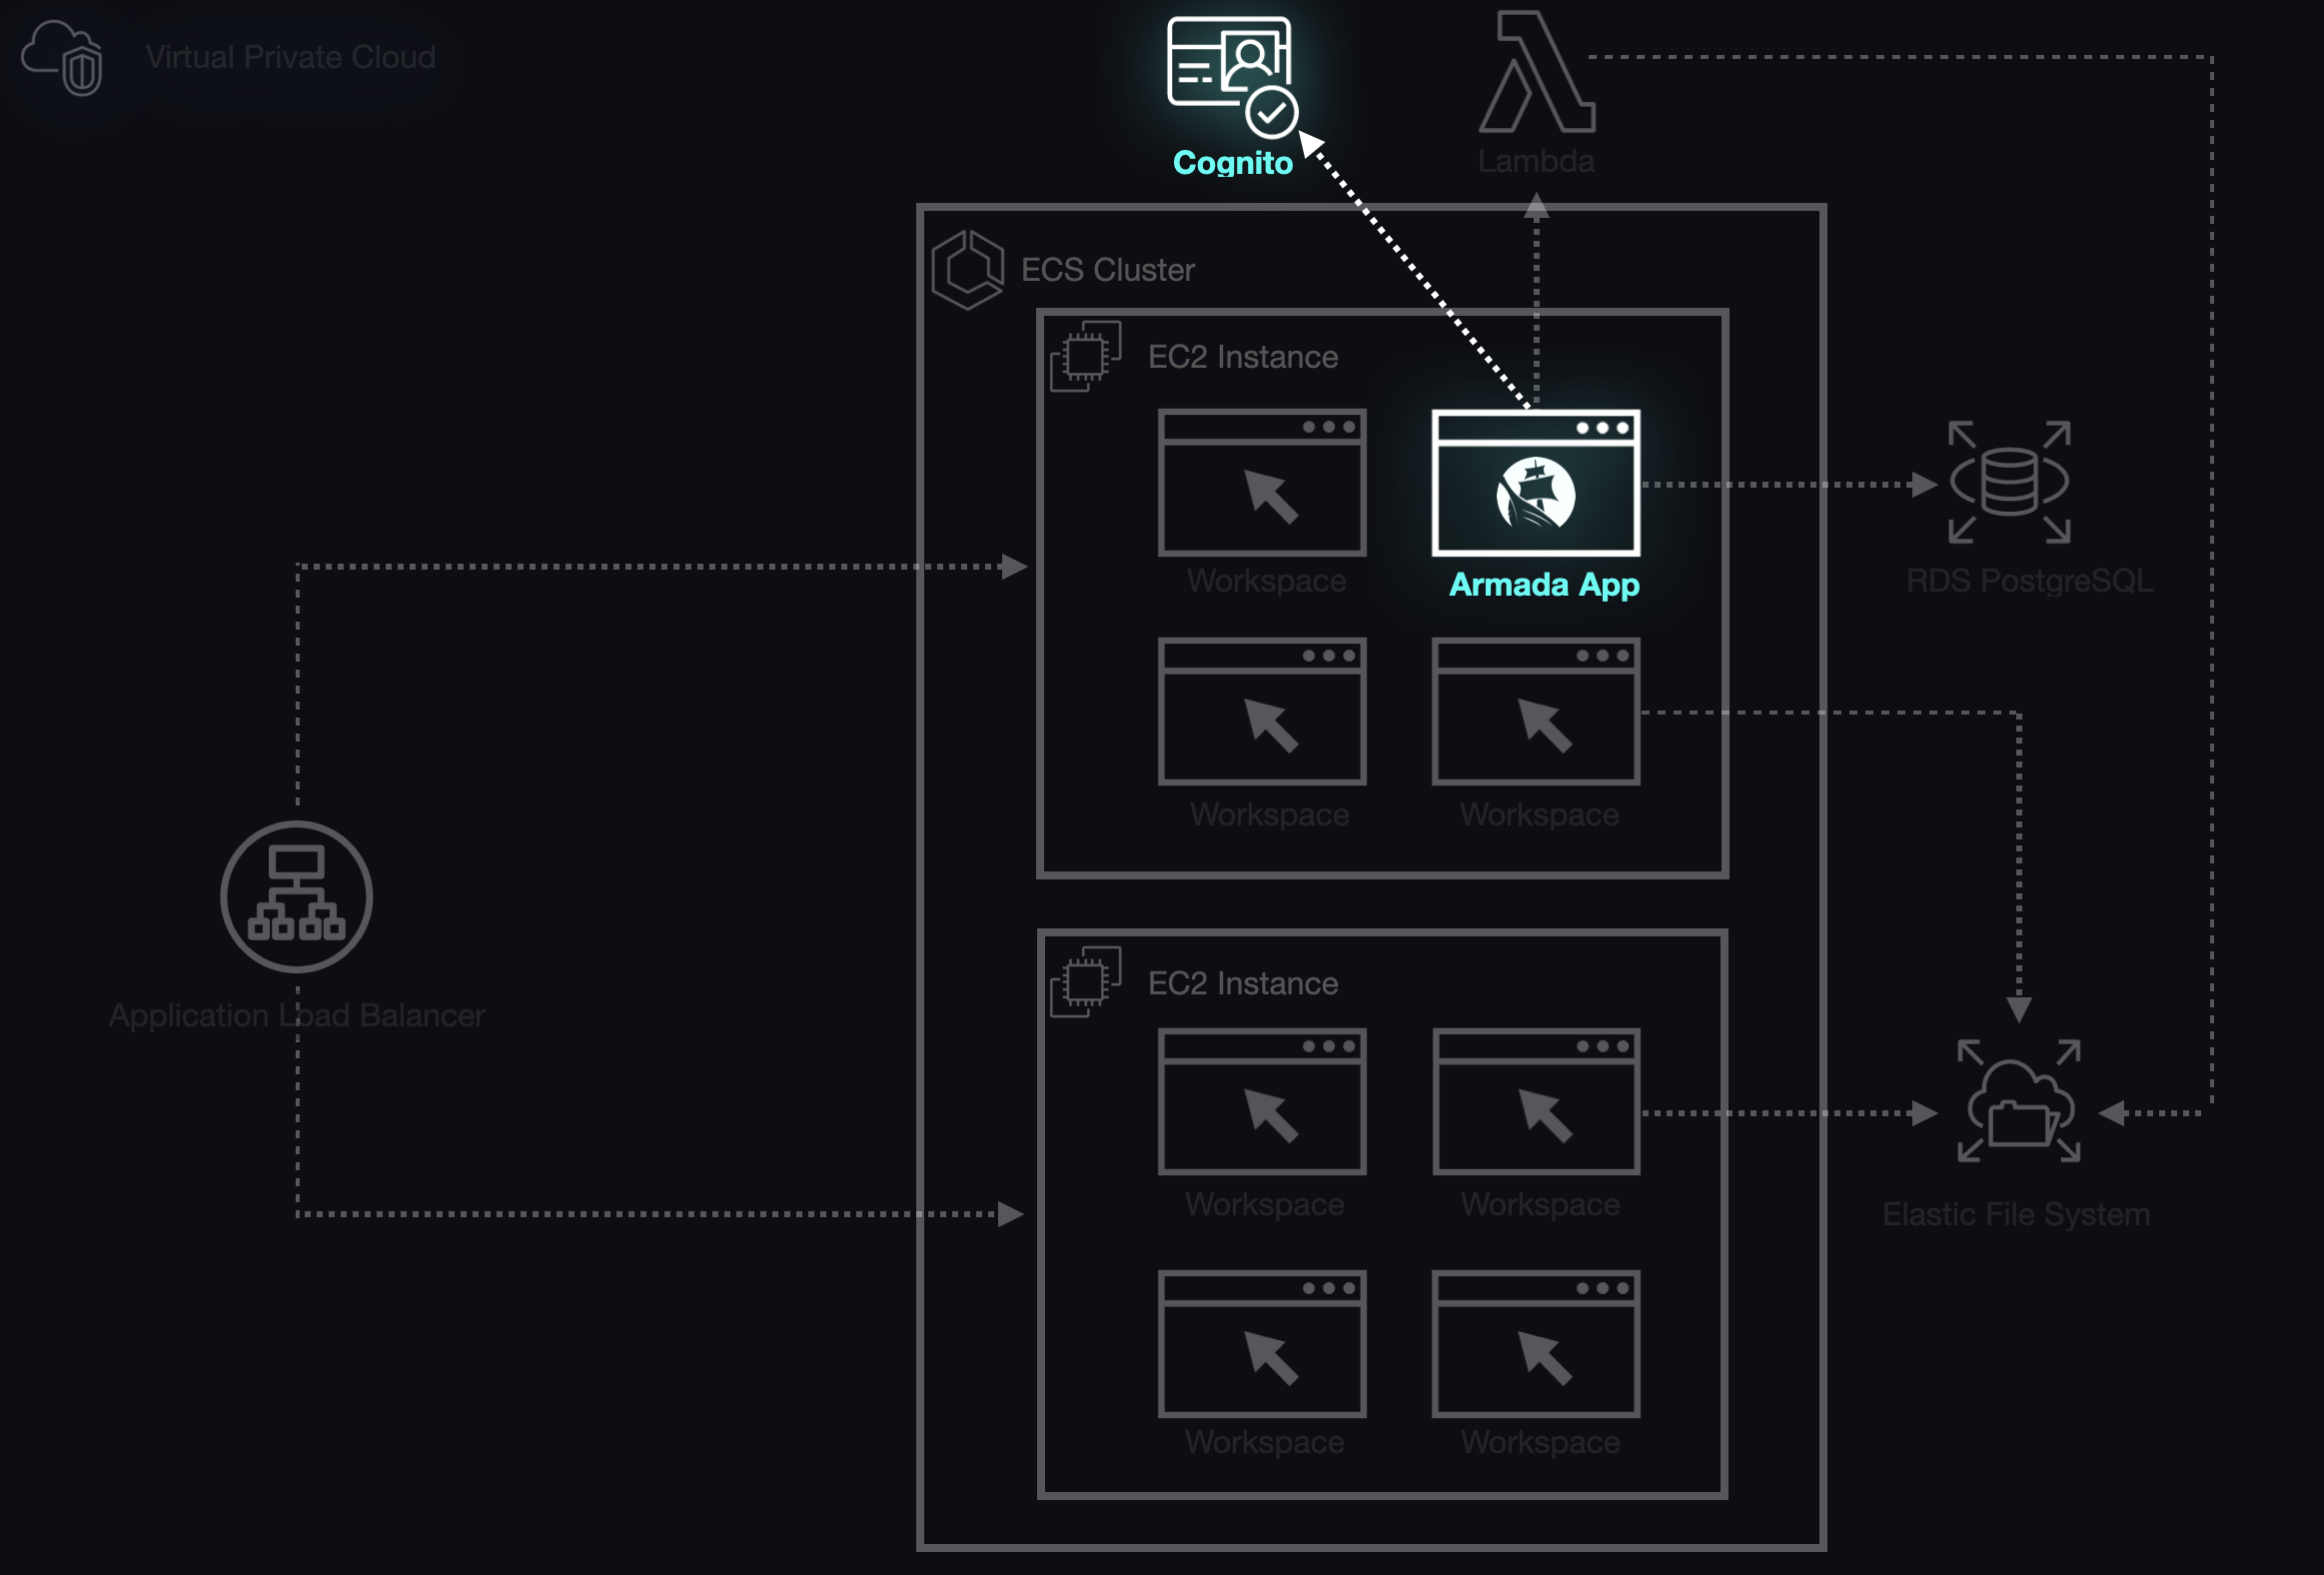 Virtual Private Cloud
Cognito
Lambda
ECS Cluster
EC2 Instance
Workspace
Armada App
RDS PostgreSQL
Workspace
Workspace
Application Load Balancer
EC2 Instance
Workspace
Workspace
Elastic File System
Workspace
Workspace